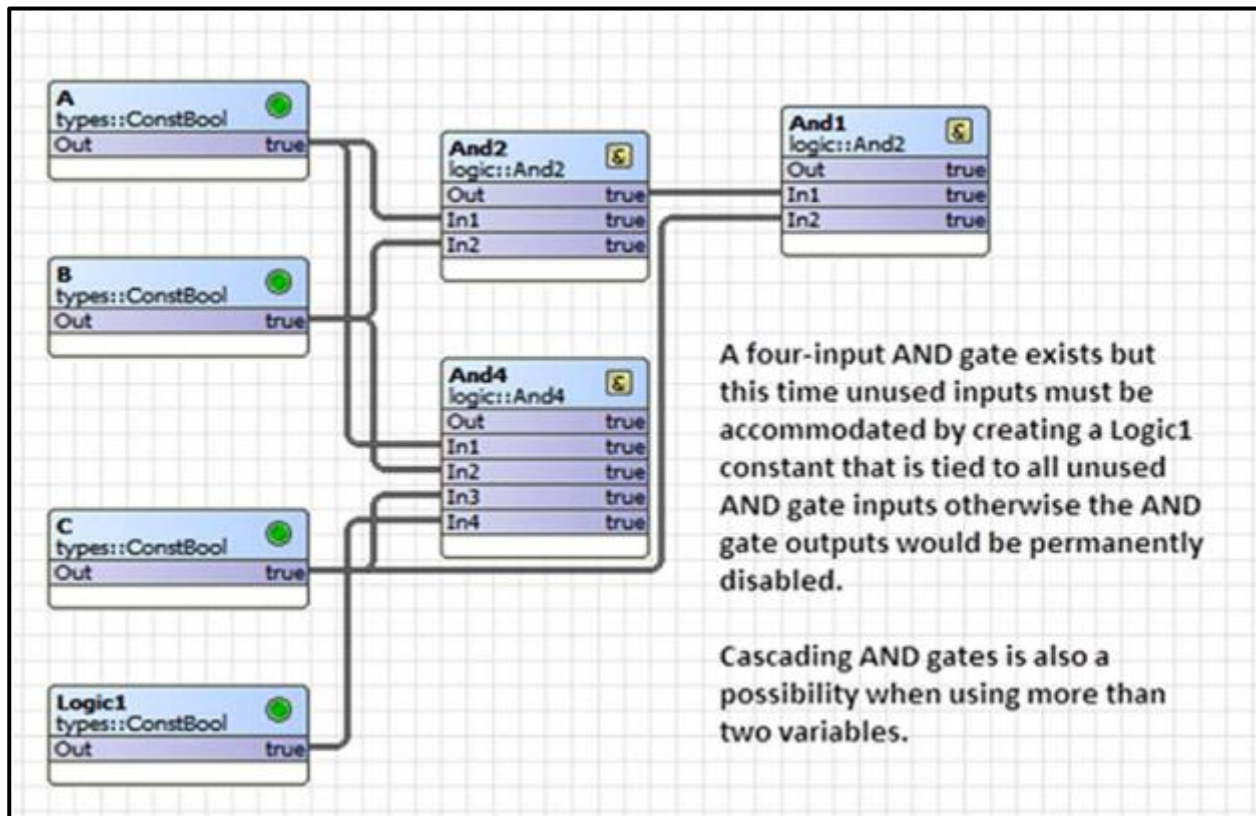 A
types::ConstBool
Out true
B
types::ConstBool
Out true
C
types::ConstBool
Out true
Logic1
types::ConstBool
Out true
And2
logic::And2
&
Out true
In1 true
In2 true
And4
logic::And4
&
Out true
In1 true
In2 true
In3 true
In4 true
And1
logic::And2
&
Out true
In1 true
In2 true
A four-input AND gate exists but
this time unused inputs must be
accommodated by creating a Logic1
constant that is tied to all unused
AND gate inputs otherwise the AND
gate outputs would be permanently
disabled.
Cascading AND gates is also a
possibility when using more than
two variables.